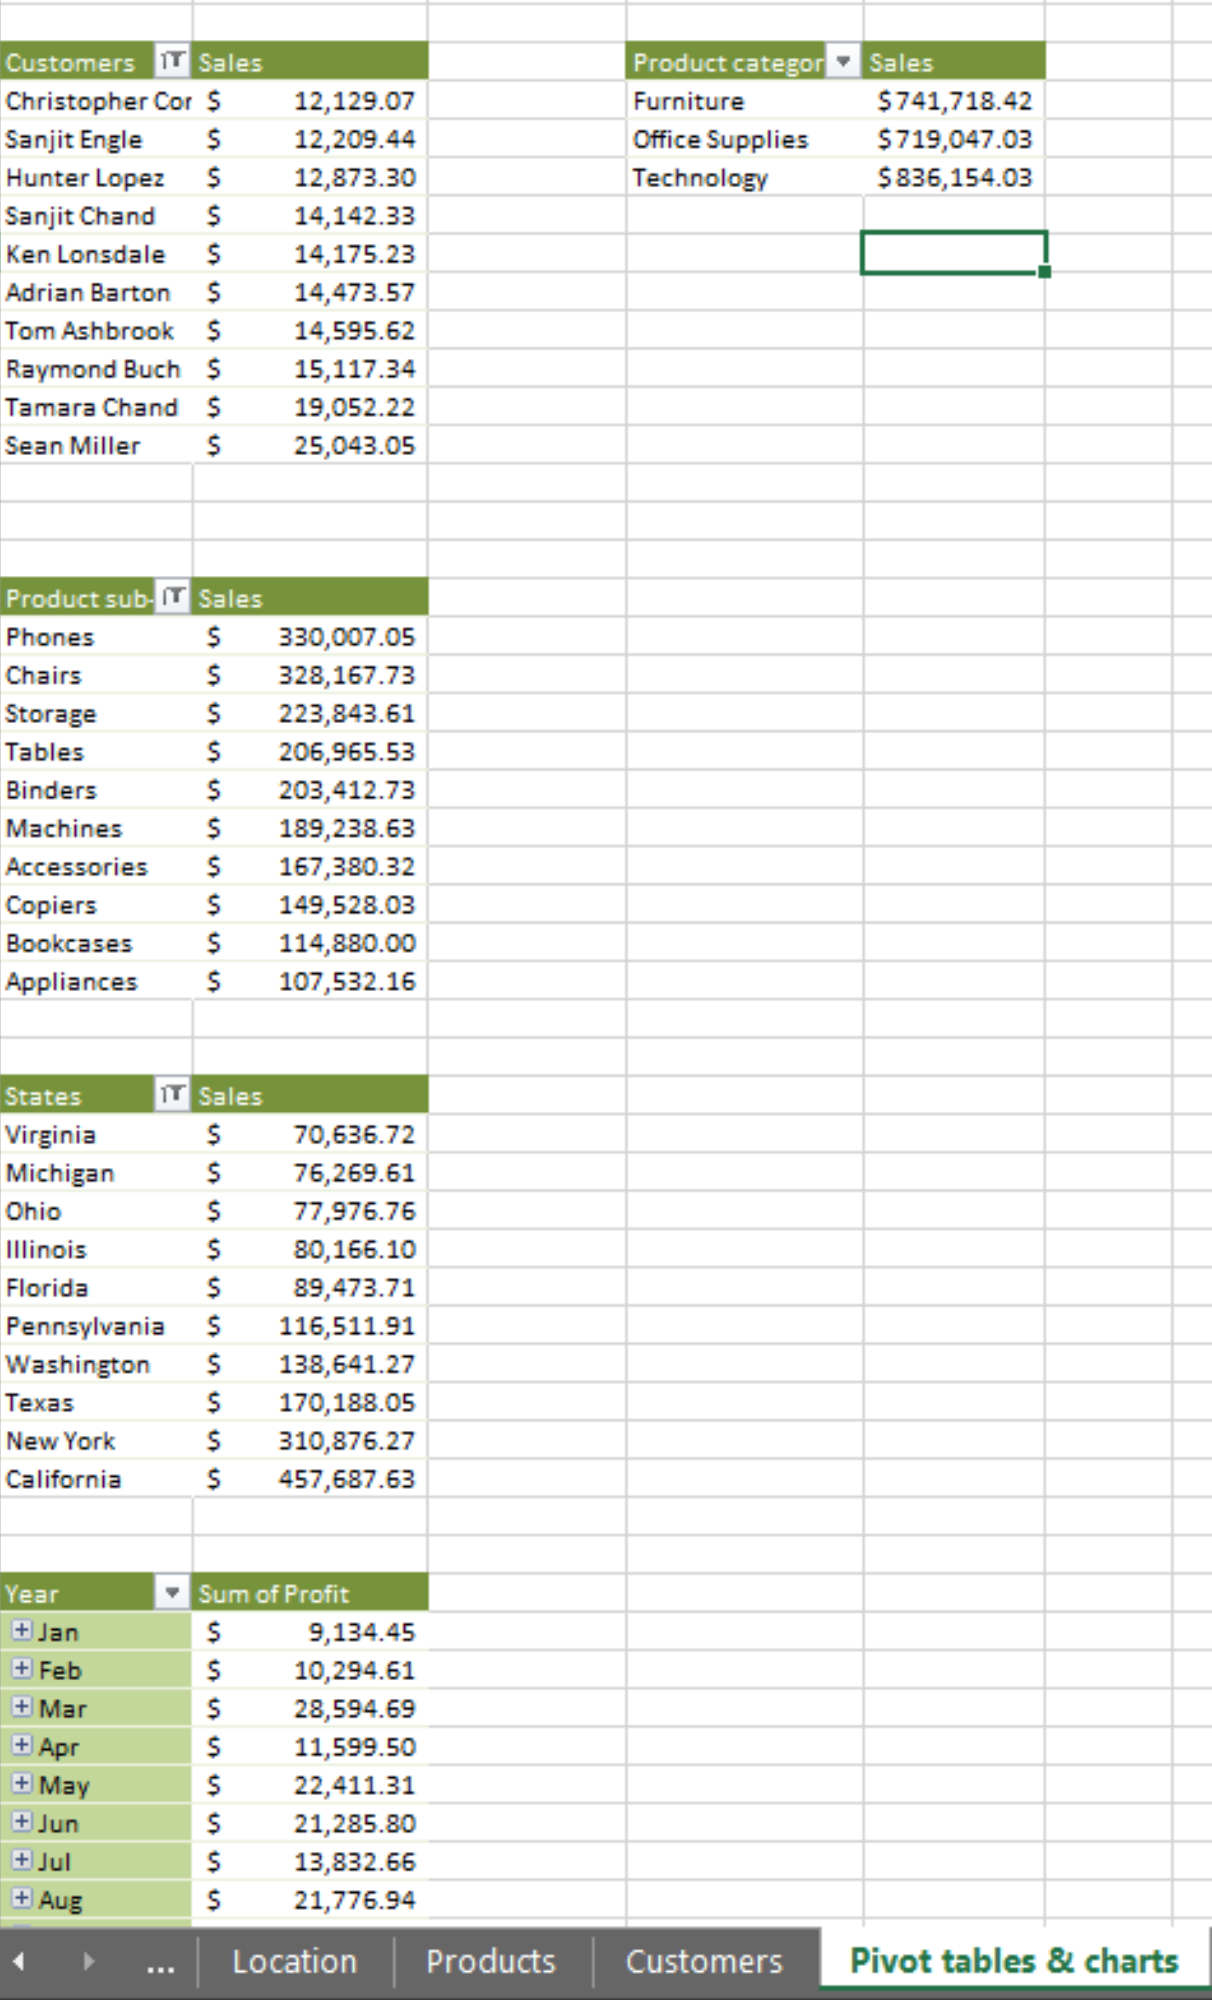 Customers Sales
Christopher Cor $ 12,129.07
Sanjit Engle $ 12,209.44
Hunter Lopez $ 12,873.30
Sanjit Chand $ 14,142.33
Ken Lonsdale $ 14,175.23
Adrian Barton $ 14,473.57
Tom Ashbrook $ 14,595.62
Raymond Buch $ 15,117.34
Tamara Chand $ 19,052.22
Sean Miller $ 25,043.05
Product categor Sales
Furniture $741,718.42
Office Supplies $719,047.03
Technology $836,154.03
Product sub- Sales
Phones $ 330,007.05
Chairs $ 328,167.73
Storage $ 223,843.61
Tables $ 206,965.53
Binders $ 203,412.73
Machines $ 189,238.63
Accessories $ 167,380.32
Copiers $ 149,528.03
Bookcases $ 114,880.00
Appliances $ 107,532.16
States Sales
Virginia $ 70,636.72
Michigan $ 76,269.61
Ohio $ 77,976.76
Illinois $ 80,166.10
Florida $ 89,473.71
Pennsylvania $ 116,511.91
Washington $ 138,641.27
Texas $ 170,188.05
New York $ 310,876.27
California $ 457,687.63
Year Sum of Profit
Jan $ 9,134.45
Feb $ 10,294.61
Mar $ 28,594.69
Apr $ 11,599.50
May $ 22,411.31
Jun $ 21,285.80
Jul $ 13,832.66
Aug $ 21,776.94
... Location Products Customers Pivot tables & charts